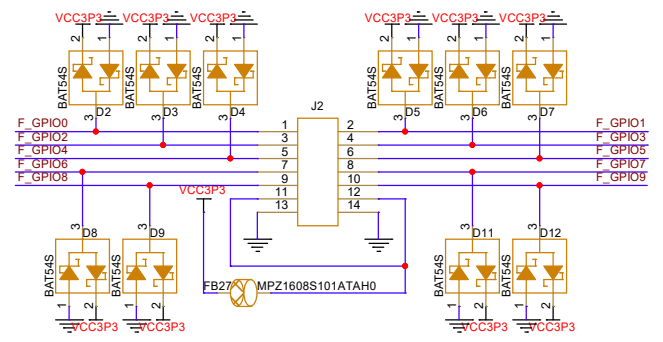 VCC3P3 VCC3P3 VCC3P3 VCC3P3 VCC3P3 VCC3P3
2 1 2 1 2 1 2 1 2 1 2 1
BAT54S BAT54S BAT54S BAT54S BAT54S BAT54S
3 D2 3 D3 3 D4 J2 3 D5 3 D6 3 D7
F_GPIO0 1 2 F_GPIO1
F_GPIO2 3 4 F_GPIO3
F_GPIO4 5 6 F_GPIO5
F_GPIO6 7 8 F_GPIO7
F_GPIO8 9 10 F_GPIO9
VCC3P3 11 12
13 14
3 D8 3 D9 3 D11 3 D12
BAT54S BAT54S BAT54S BAT54S
FB27 MPZ1608S101ATAH0
1 2 1 2 1 2 1 2
VCC3P3 VCC3P3 VCC3P3 VCC3P3